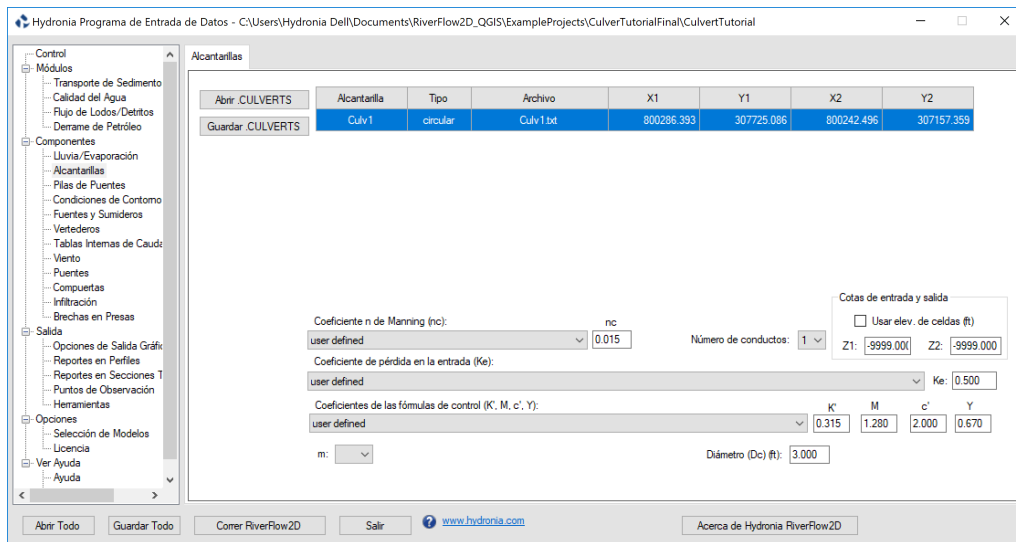 Hydronia Programa de Entrada de Datos - C:\Users\Hydronia Dell\Documents\RiverFlow2D_QGIS\ExampleProjects\CulverTutorialFinal\CulvertTutorial
Control
Módulos
Transporte de Sedimento
Calidad del Agua
Flujo de Lodos/Detritos
Derrame de Petróleo
Componentes
Lluvia/Evaporación
Alcantarillas
Pilas de Puentes
Condiciones de Contorno
Fuentes y Sumideros
Vertederos
Tablas Internas de Cauda
Viento
Puentes
Compuertas
Infiltración
Brechas en Presas
Salida
Opciones de Salida Gráfi
Reportes en Perfiles
Reportes en Secciones T
Puntos de Observación
Herramientas
Opciones
Selección de Modelos
Licencia
Ver Ayuda
Ayuda
Alcantarillas
Abrir .CULVERTS
Guardar .CULVERTS
Alcantarilla Tipo Archivo X1 Y1 X2 Y2
Culv1 circular Culv1.txt 800286.393 307725.086 800242.496 307157.359
Cotas de entrada y salida
Usar elev. de celdas (ft)
Z1: -9999.000 Z2: -9999.000
Coeficiente n de Manning (nc): nc
user defined 0.015 Número de conductos: 1
Coeficiente de pérdida en la entrada (Ke):
user defined Ke: 0.500
Coeficientes de las fórmulas de control (K', M, c', Y): K' M c' Y
user defined 0.315 1.280 2.000 0.670
m: Diámetro (Dc) (ft): 3.000
Abrir Todo Guardar Todo Correr RiverFlow2D Salir ? www.hydronia.com Acerca de Hydronia RiverFlow2D